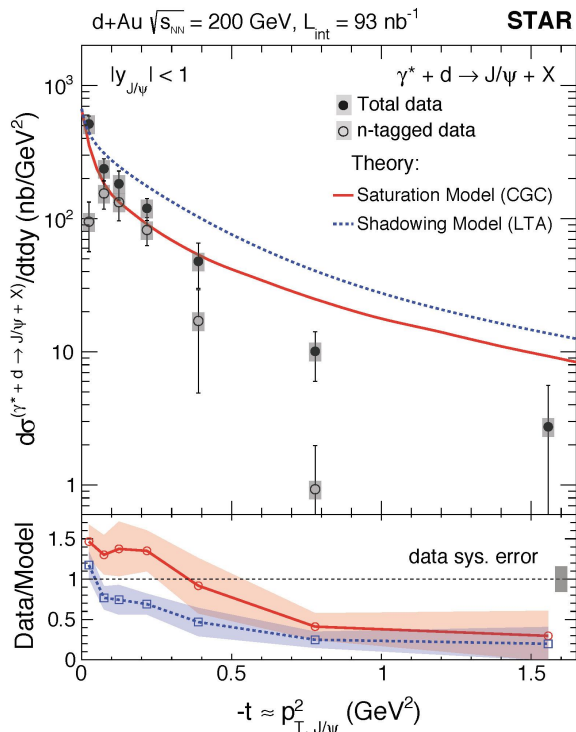 d+Au √s_NN = 200 GeV, L_int = 93 nb⁻¹ STAR
|y_J/ψ| < 1 γ* + d → J/ψ + X
Total data
n-tagged data
Theory:
Saturation Model (CGC)
Shadowing Model (LTA)
dσ^(γ* + d → J/ψ + X)/dtdy (nb/GeV²)
10³
10²
10
1
data sys. error
Data/Model
1.5
1
0.5
0
0 0.5 1 1.5
-t ≈ p²_T, J/ψ (GeV²)